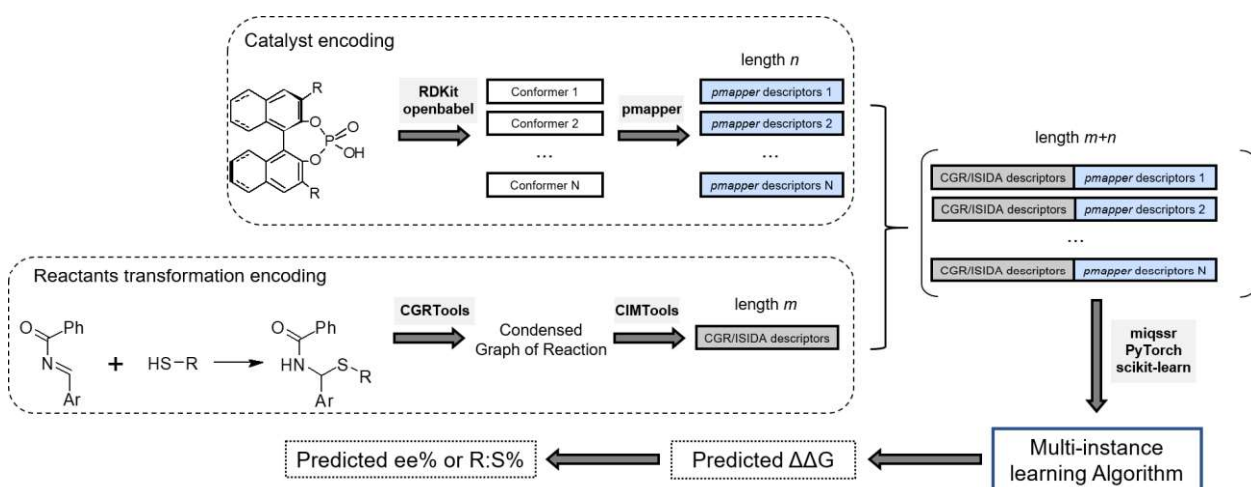 Catalyst encoding
R
O
O
P
O
OH
R
RDKit
openbabel
Conformer 1
Conformer 2
...
Conformer N
pmapper
length n
pmapper descriptors 1
pmapper descriptors 2
...
pmapper descriptors N
Reactants transformation encoding
O
Ph
N
Ar
+
HS-R
O
Ph
HN
S
R
Ar
CGRTools
Condensed
Graph of Reaction
CIMTools
length m
CGR/ISIDA descriptors
length m+n
CGR/ISIDA descriptors pmapper descriptors 1
CGR/ISIDA descriptors pmapper descriptors 2
...
CGR/ISIDA descriptors pmapper descriptors N
miqssr
PyTorch
scikit-learn
Multi-instance
learning Algorithm
Predicted ΔΔG
Predicted ee% or R:S%